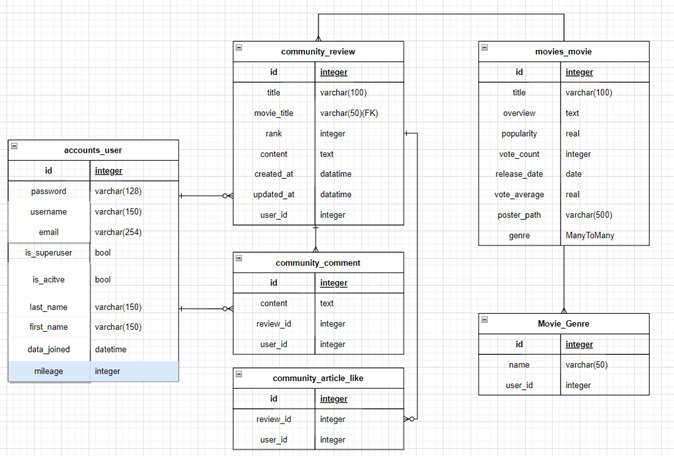 community_review
id integer
title varchar(100)
movie_title varchar(50)(FK)
rank integer
content text
created_at datatime
updated_at datatime
user_id integer
movies_movie
id integer
title varchar(100)
overview text
popularity real
vote_count integer
release_date date
vote_average real
poster_path varchar(500)
genre ManyToMany
accounts_user
id integer
password varchar(128)
username varchar(150)
email varchar(254)
is_superuser bool
is_acitve bool
last_name varchar(150)
first_name varchar(150)
data_joined datetime
mileage integer
community_comment
id integer
content text
review_id integer
user_id integer
Movie_Genre
id integer
name varchar(50)
user_id integer
community_article_like
id integer
review_id integer
user_id integer